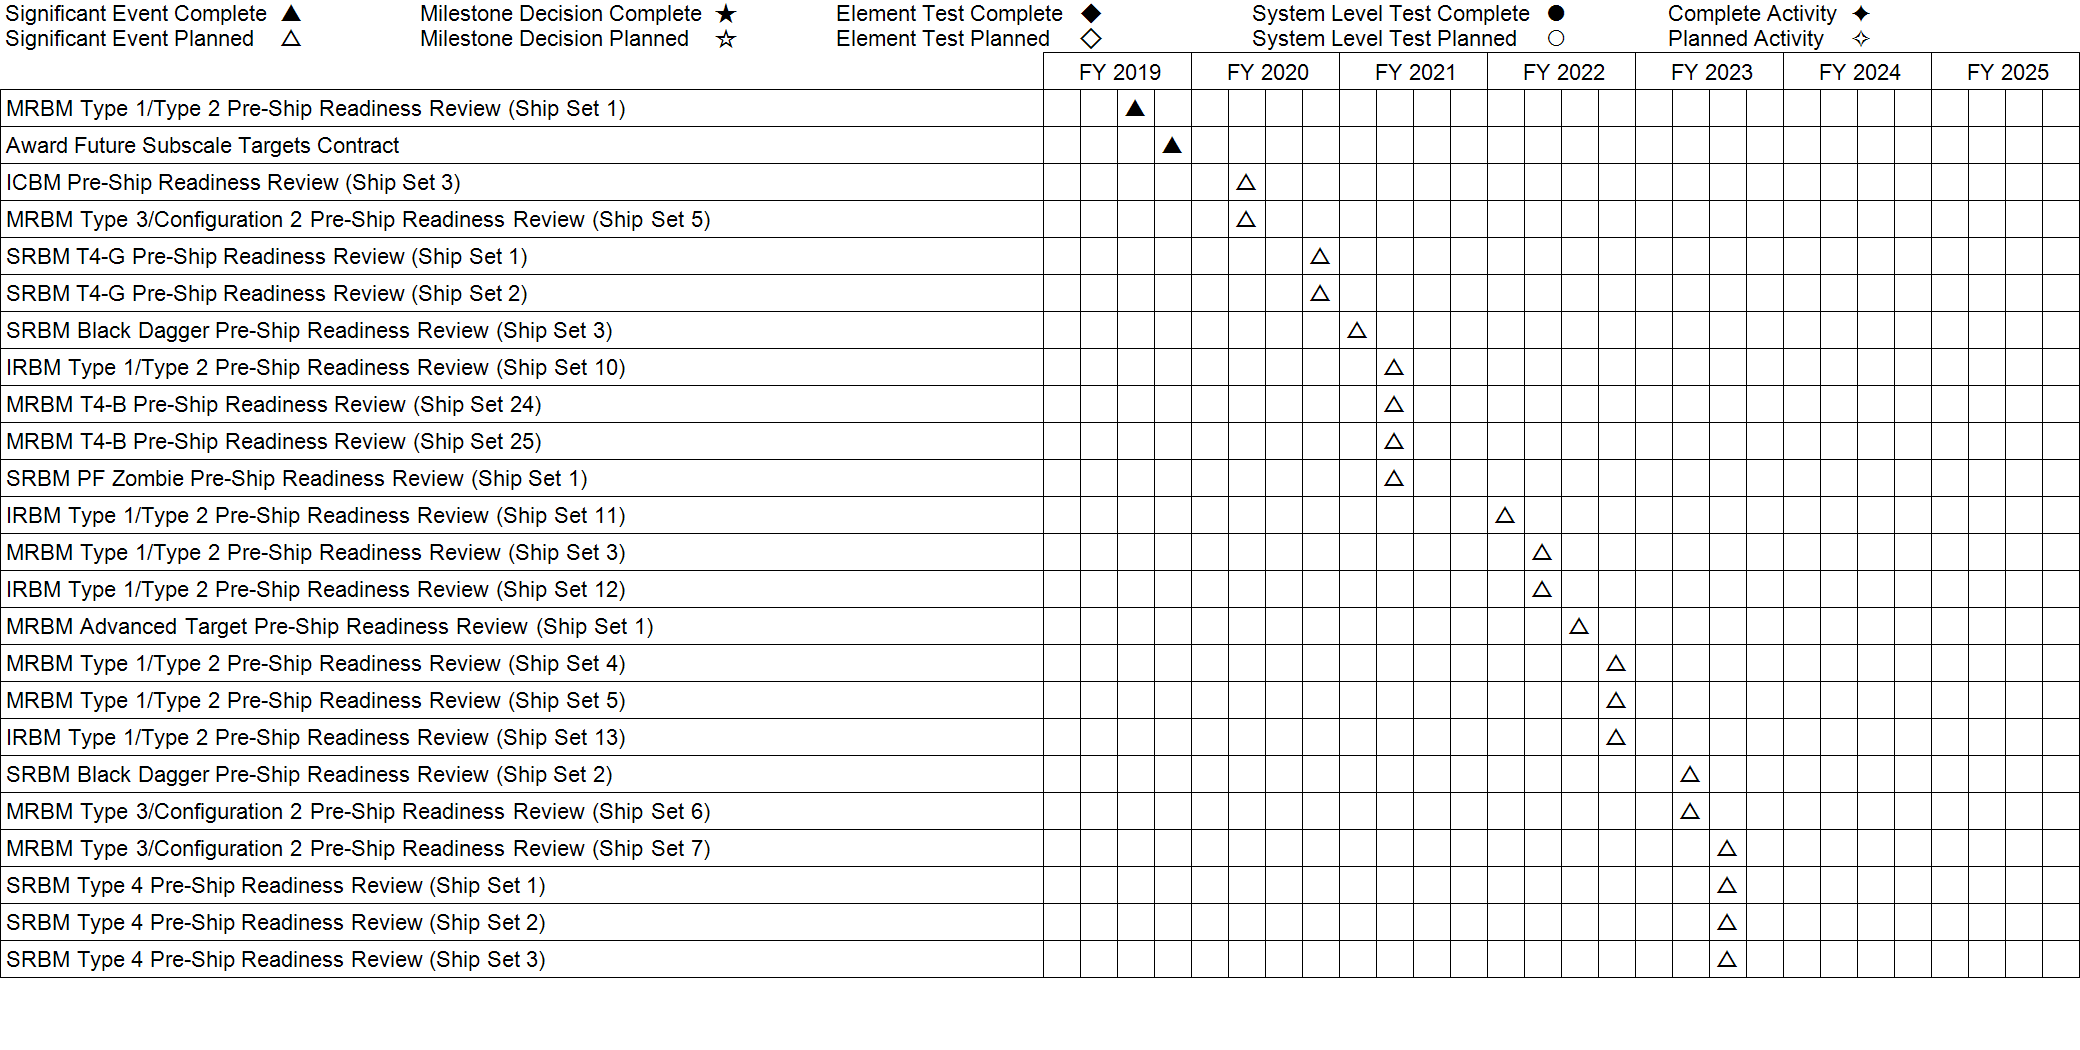 Significant Event Complete ▲ Milestone Decision Complete ★ Element Test Complete ◆ System Level Test Complete ● Complete Activity ✦
Significant Event Planned △ Milestone Decision Planned ☆ Element Test Planned ◇ System Level Test Planned ○ Planned Activity ✧
FY 2019 FY 2020 FY 2021 FY 2022 FY 2023 FY 2024 FY 2025
MRBM Type 1/Type 2 Pre-Ship Readiness Review (Ship Set 1) ▲
Award Future Subscale Targets Contract ▲
ICBM Pre-Ship Readiness Review (Ship Set 3) △
MRBM Type 3/Configuration 2 Pre-Ship Readiness Review (Ship Set 5) △
SRBM T4-G Pre-Ship Readiness Review (Ship Set 1) △
SRBM T4-G Pre-Ship Readiness Review (Ship Set 2) △
SRBM Black Dagger Pre-Ship Readiness Review (Ship Set 3) △
IRBM Type 1/Type 2 Pre-Ship Readiness Review (Ship Set 10) △
MRBM T4-B Pre-Ship Readiness Review (Ship Set 24) △
MRBM T4-B Pre-Ship Readiness Review (Ship Set 25) △
SRBM PF Zombie Pre-Ship Readiness Review (Ship Set 1) △
IRBM Type 1/Type 2 Pre-Ship Readiness Review (Ship Set 11) △
MRBM Type 1/Type 2 Pre-Ship Readiness Review (Ship Set 3) △
IRBM Type 1/Type 2 Pre-Ship Readiness Review (Ship Set 12) △
MRBM Advanced Target Pre-Ship Readiness Review (Ship Set 1) △
MRBM Type 1/Type 2 Pre-Ship Readiness Review (Ship Set 4) △
MRBM Type 1/Type 2 Pre-Ship Readiness Review (Ship Set 5) △
IRBM Type 1/Type 2 Pre-Ship Readiness Review (Ship Set 13) △
SRBM Black Dagger Pre-Ship Readiness Review (Ship Set 2) △
MRBM Type 3/Configuration 2 Pre-Ship Readiness Review (Ship Set 6) △
MRBM Type 3/Configuration 2 Pre-Ship Readiness Review (Ship Set 7) △
SRBM Type 4 Pre-Ship Readiness Review (Ship Set 1) △
SRBM Type 4 Pre-Ship Readiness Review (Ship Set 2) △
SRBM Type 4 Pre-Ship Readiness Review (Ship Set 3) △